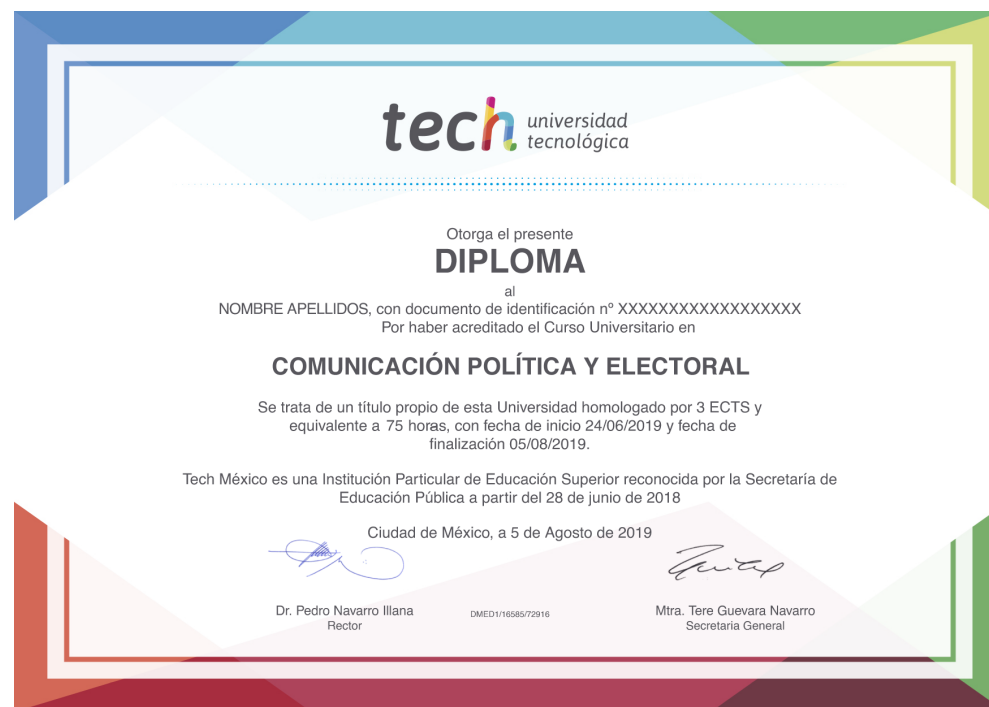 tech universidad
tecnológica
Otorga el presente
DIPLOMA
al
NOMBRE APELLIDOS, con documento de identificación nº XXXXXXXXXXXXXXXXXX
Por haber acreditado el Curso Universitario en
COMUNICACIÓN POLÍTICA Y ELECTORAL
Se trata de un título propio de esta Universidad homologado por 3 ECTS y
equivalente a 75 horas, con fecha de inicio 24/06/2019 y fecha de
finalización 05/08/2019.
Tech México es una Institución Particular de Educación Superior reconocida por la Secretaría de
Educación Pública a partir del 28 de junio de 2018
Ciudad de México, a 5 de Agosto de 2019
Dr. Pedro Navarro Illana
Rector
DMED1/16585/72916
Mtra. Tere Guevara Navarro
Secretaria General